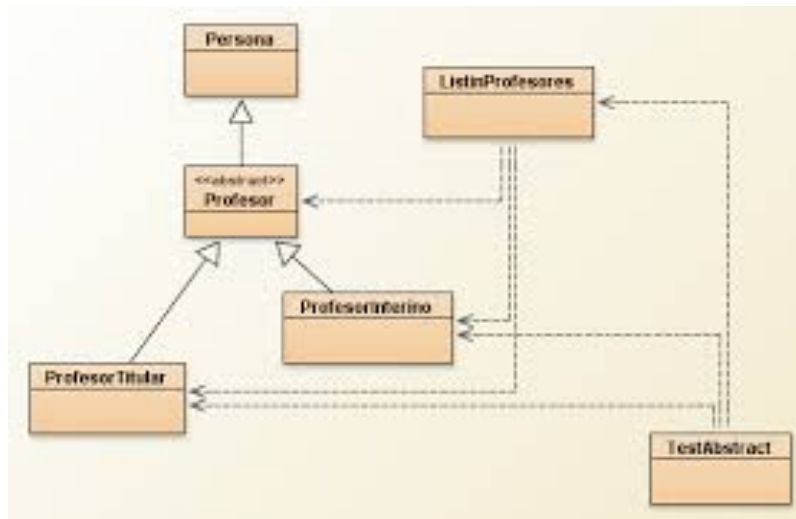 Persona
ListinProfesores
<<abstract>>
Profesor
ProfesorInterino
ProfesorTitular
TestAbstract